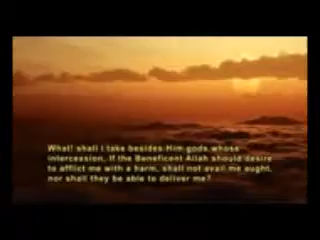 What! shall I take besides Him gods whose
intercession, If the Beneficent Allah should desire
to afflict me with a harm, shall not avail me aught,
nor shall they be able to deliver me?